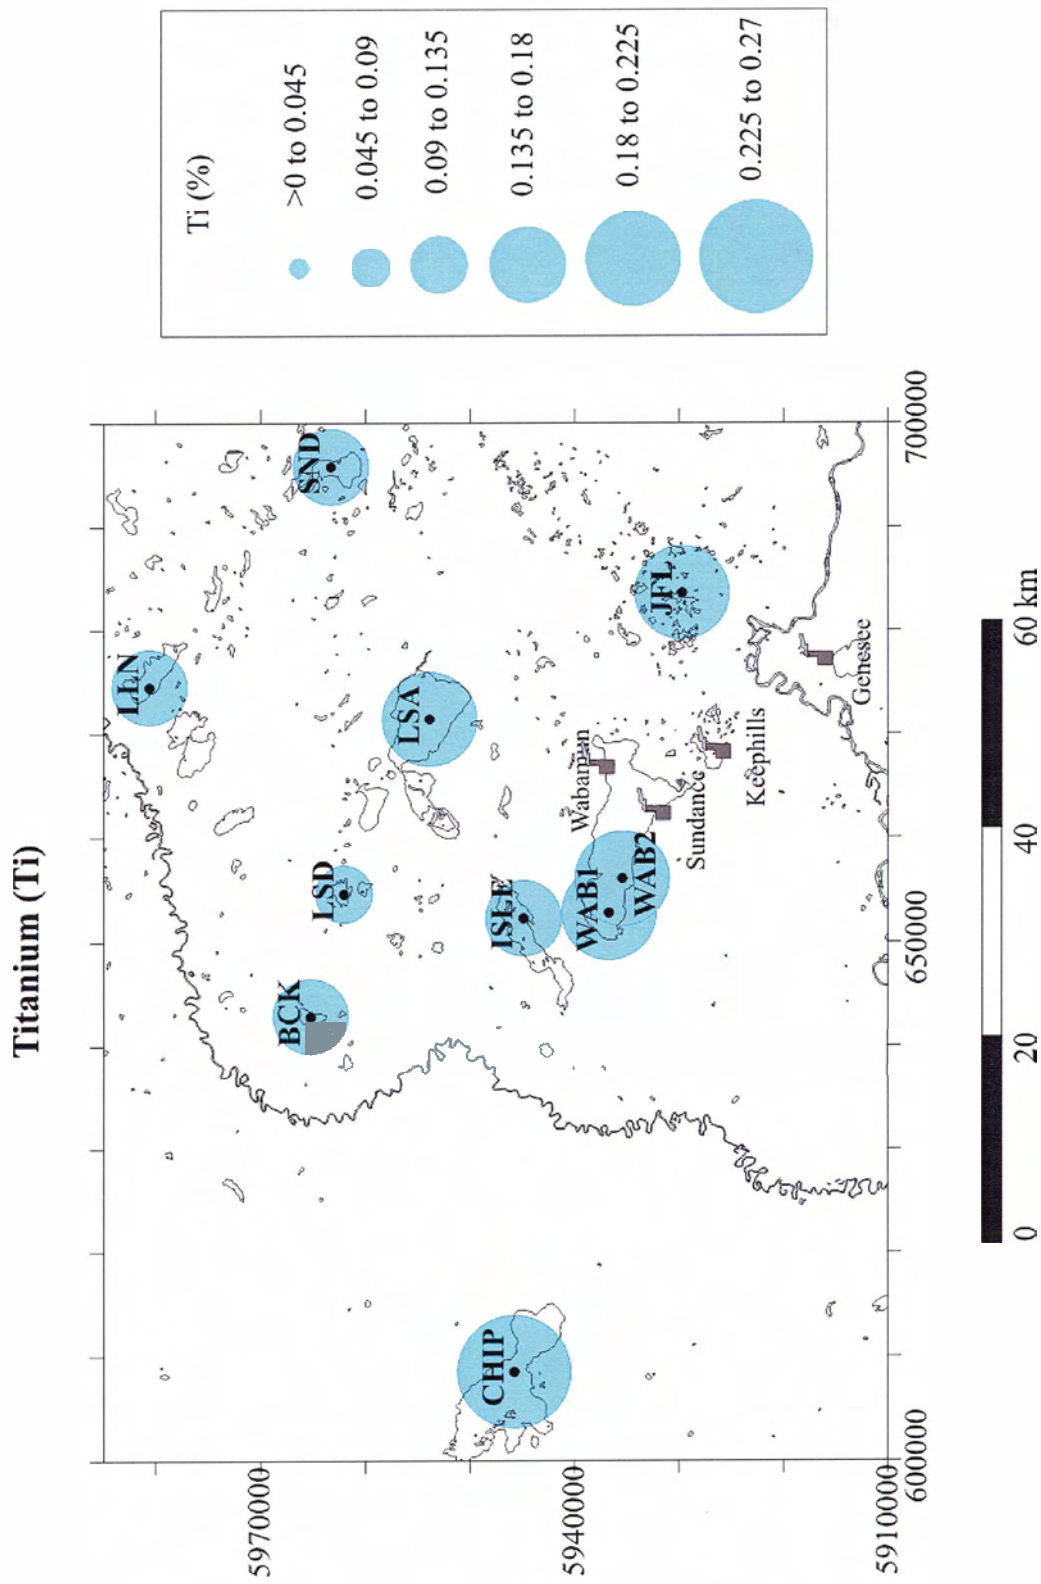 Titanium (Ti)
5970000
5940000
5910000
600000
650000
700000
LLN
SND
BCK
LSD
LSA
ISLE
CHIP
WAB1
WAB2
JFL
Wabamun
Sundance
Keephills
Genesee
0
20
40
60 km
Ti (%)
>0 to 0.045
0.045 to 0.09
0.09 to 0.135
0.135 to 0.18
0.18 to 0.225
0.225 to 0.27